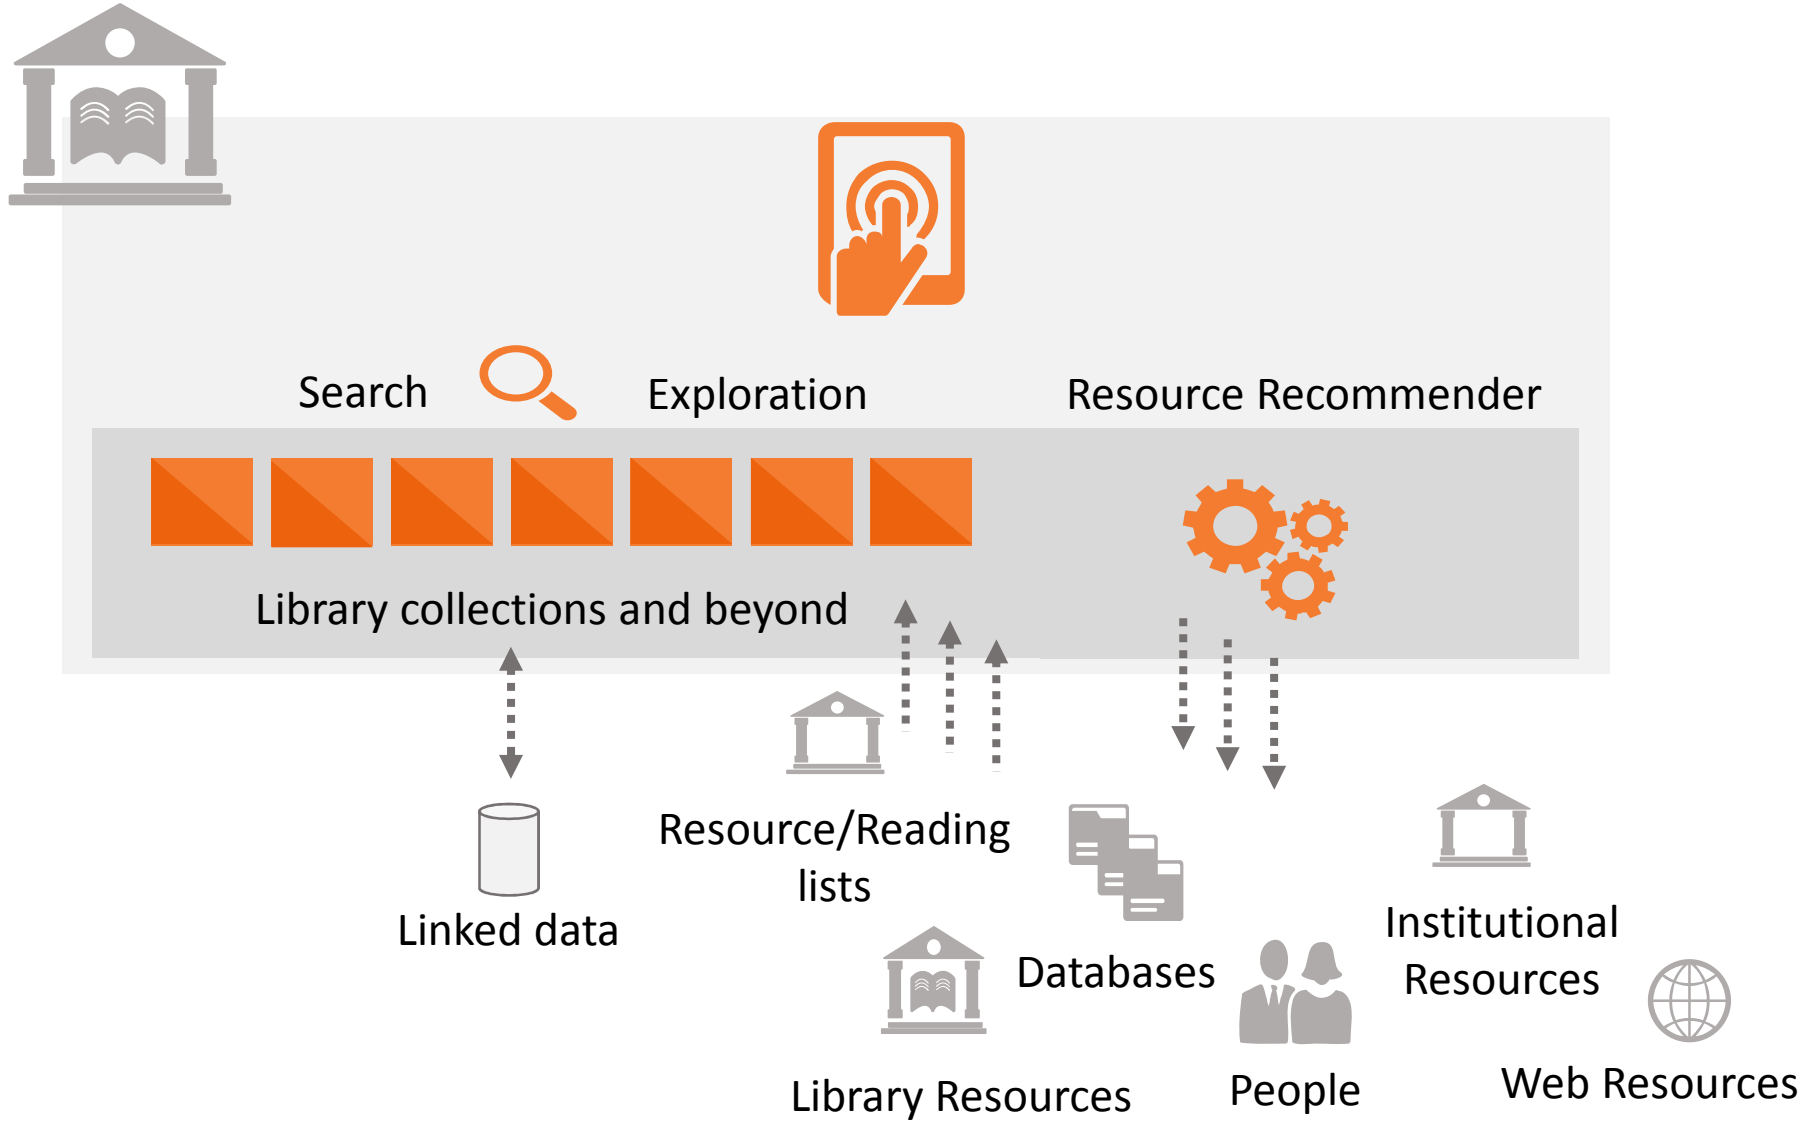 Search
Exploration
Resource Recommender
Library collections and beyond
Resource/Reading
lists
Linked data
Databases
Institutional
Resources
Library Resources
People
Web Resources